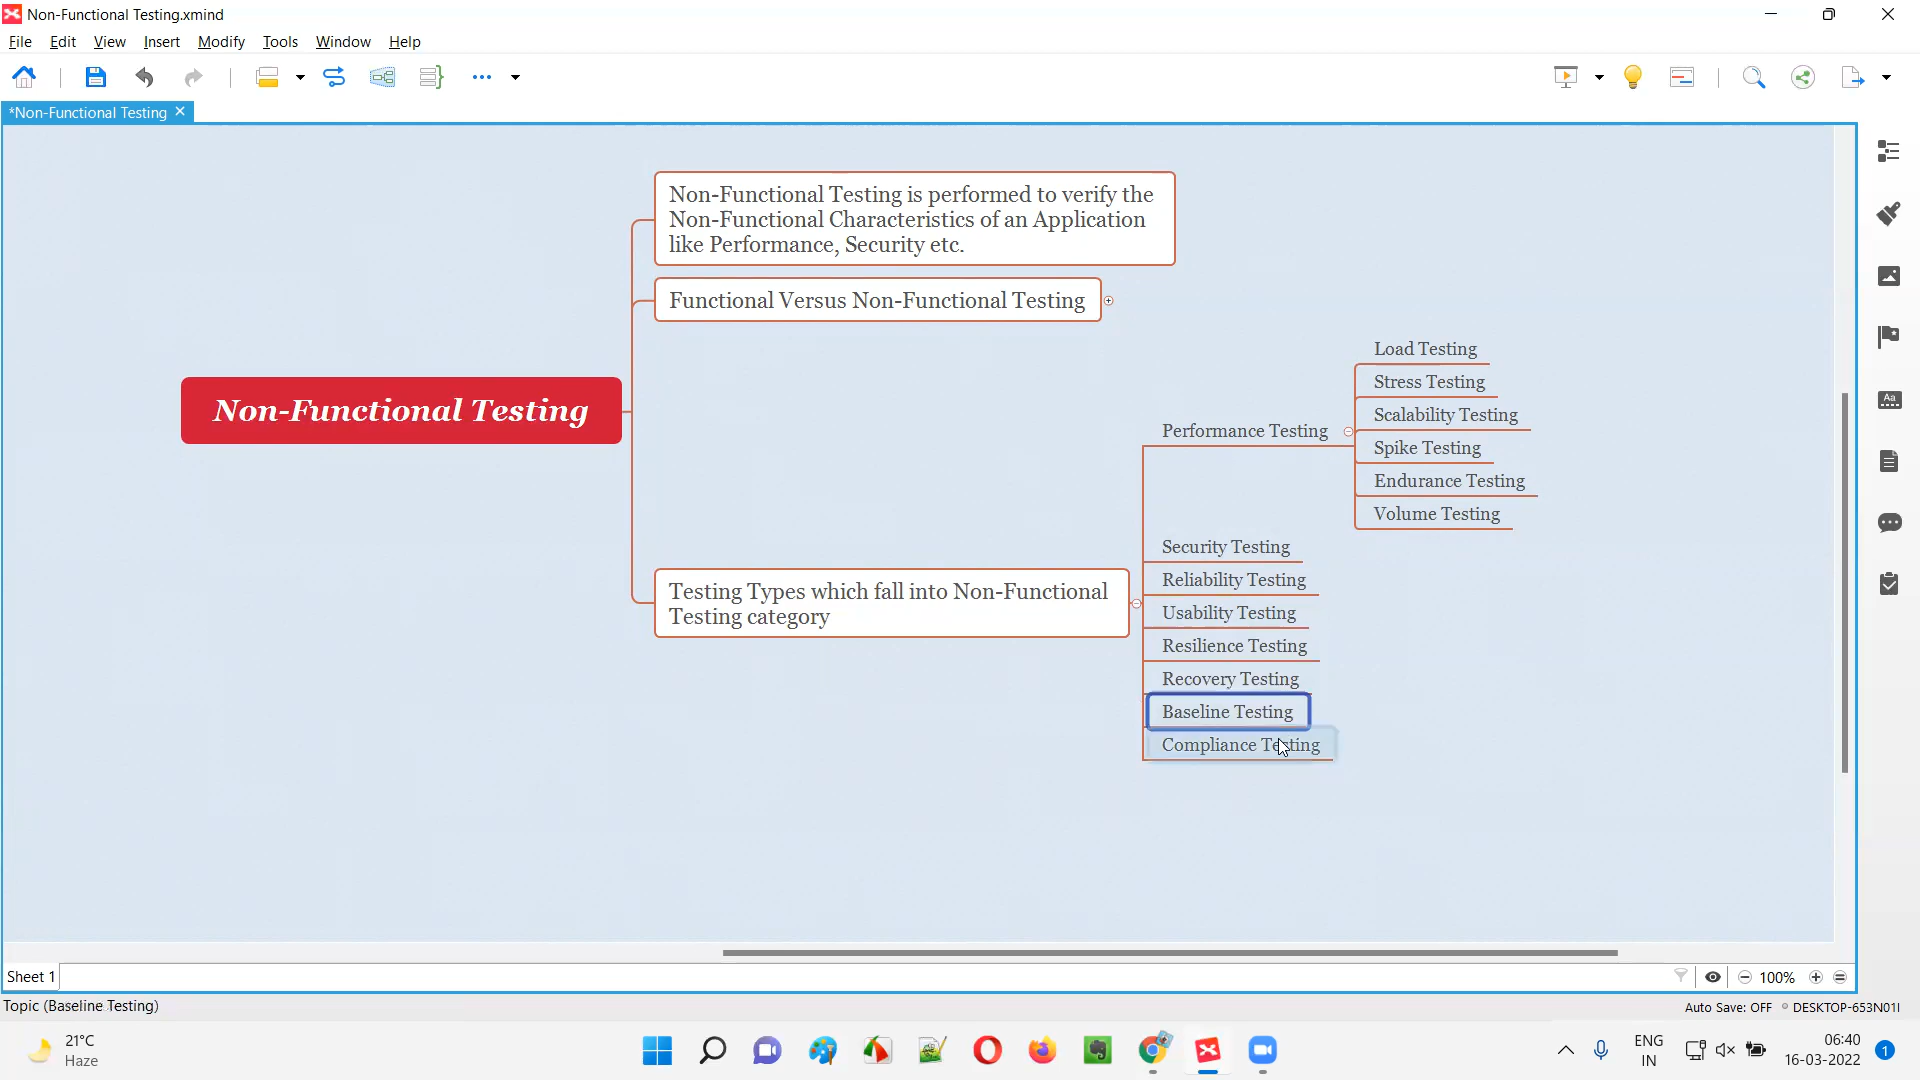 Non-Functional Testing.xmind
File Edit View Insert Modify Tools Window Help
*Non-Functional Testing
Non-Functional Testing is performed to verify the
Non-Functional Characteristics of an Application
like Performance, Security etc.
Functional Versus Non-Functional Testing
Non-Functional Testing
Testing Types which fall into Non-Functional
Testing category
Performance Testing
Load Testing
Stress Testing
Scalability Testing
Spike Testing
Endurance Testing
Volume Testing
Security Testing
Reliability Testing
Usability Testing
Resilience Testing
Recovery Testing
Baseline Testing
Compliance Testing
Aa
Sheet 1
100%
Topic (Baseline Testing)
Auto Save: OFF
DESKTOP-653N01I
21°C
Haze
ENG
IN
06:40
16-03-2022
1